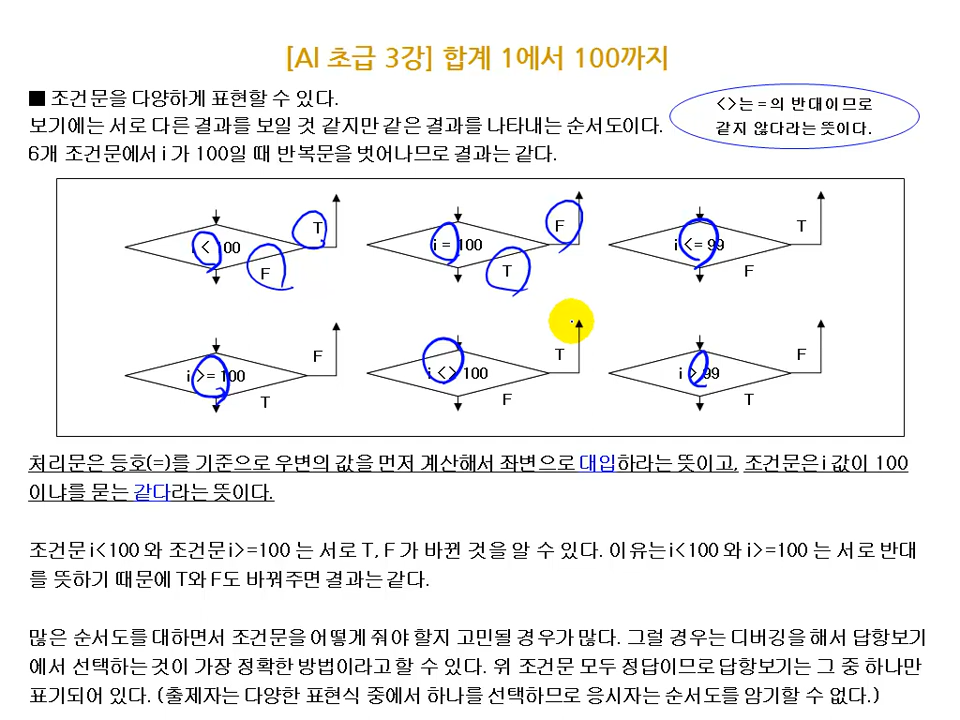 [AI 초급 3강] 합계 1에서 100까지
■ 조건문을 다양하게 표현할 수 있다.
보기에는 서로 다른 결과를 보일 것 같지만 같은 결과를 나타내는 순서도이다.
6개 조건문에서 i 가 100일 때 반복문을 벗어나므로 결과는 같다.
<>는 = 의 반대이므로
같지 않다라는 뜻이다.
i < 100
T
F
i = 100
F
T
i <= 99
T
F
i >= 100
F
T
i <> 100
T
F
i > 99
F
T
처리문은 등호(=)를 기준으로 우변의 값을 먼저 계산해서 좌변으로 대입하라는 뜻이고, 조건문은 i 값이 100
이냐를 묻는 같다라는 뜻이다.
조건문 i<100 와 조건문 i>=100 는 서로 T, F 가 바뀐 것을 알 수 있다. 이유는 i<100 와 i>=100 는 서로 반대
를 뜻하기 때문에 T와 F도 바꿔주면 결과는 같다.
많은 순서도를 대하면서 조건문을 어떻게 줘야 할지 고민될 경우가 많다. 그럴 경우는 디버깅을 해서 답항보기
에서 선택하는 것이 가장 정확한 방법이라고 할 수 있다. 위 조건문 모두 정답이므로 답항보기는 그 중 하나만
표기되어 있다. (출제자는 다양한 표현식 중에서 하나를 선택하므로 응시자는 순서도를 암기할 수 없다.)